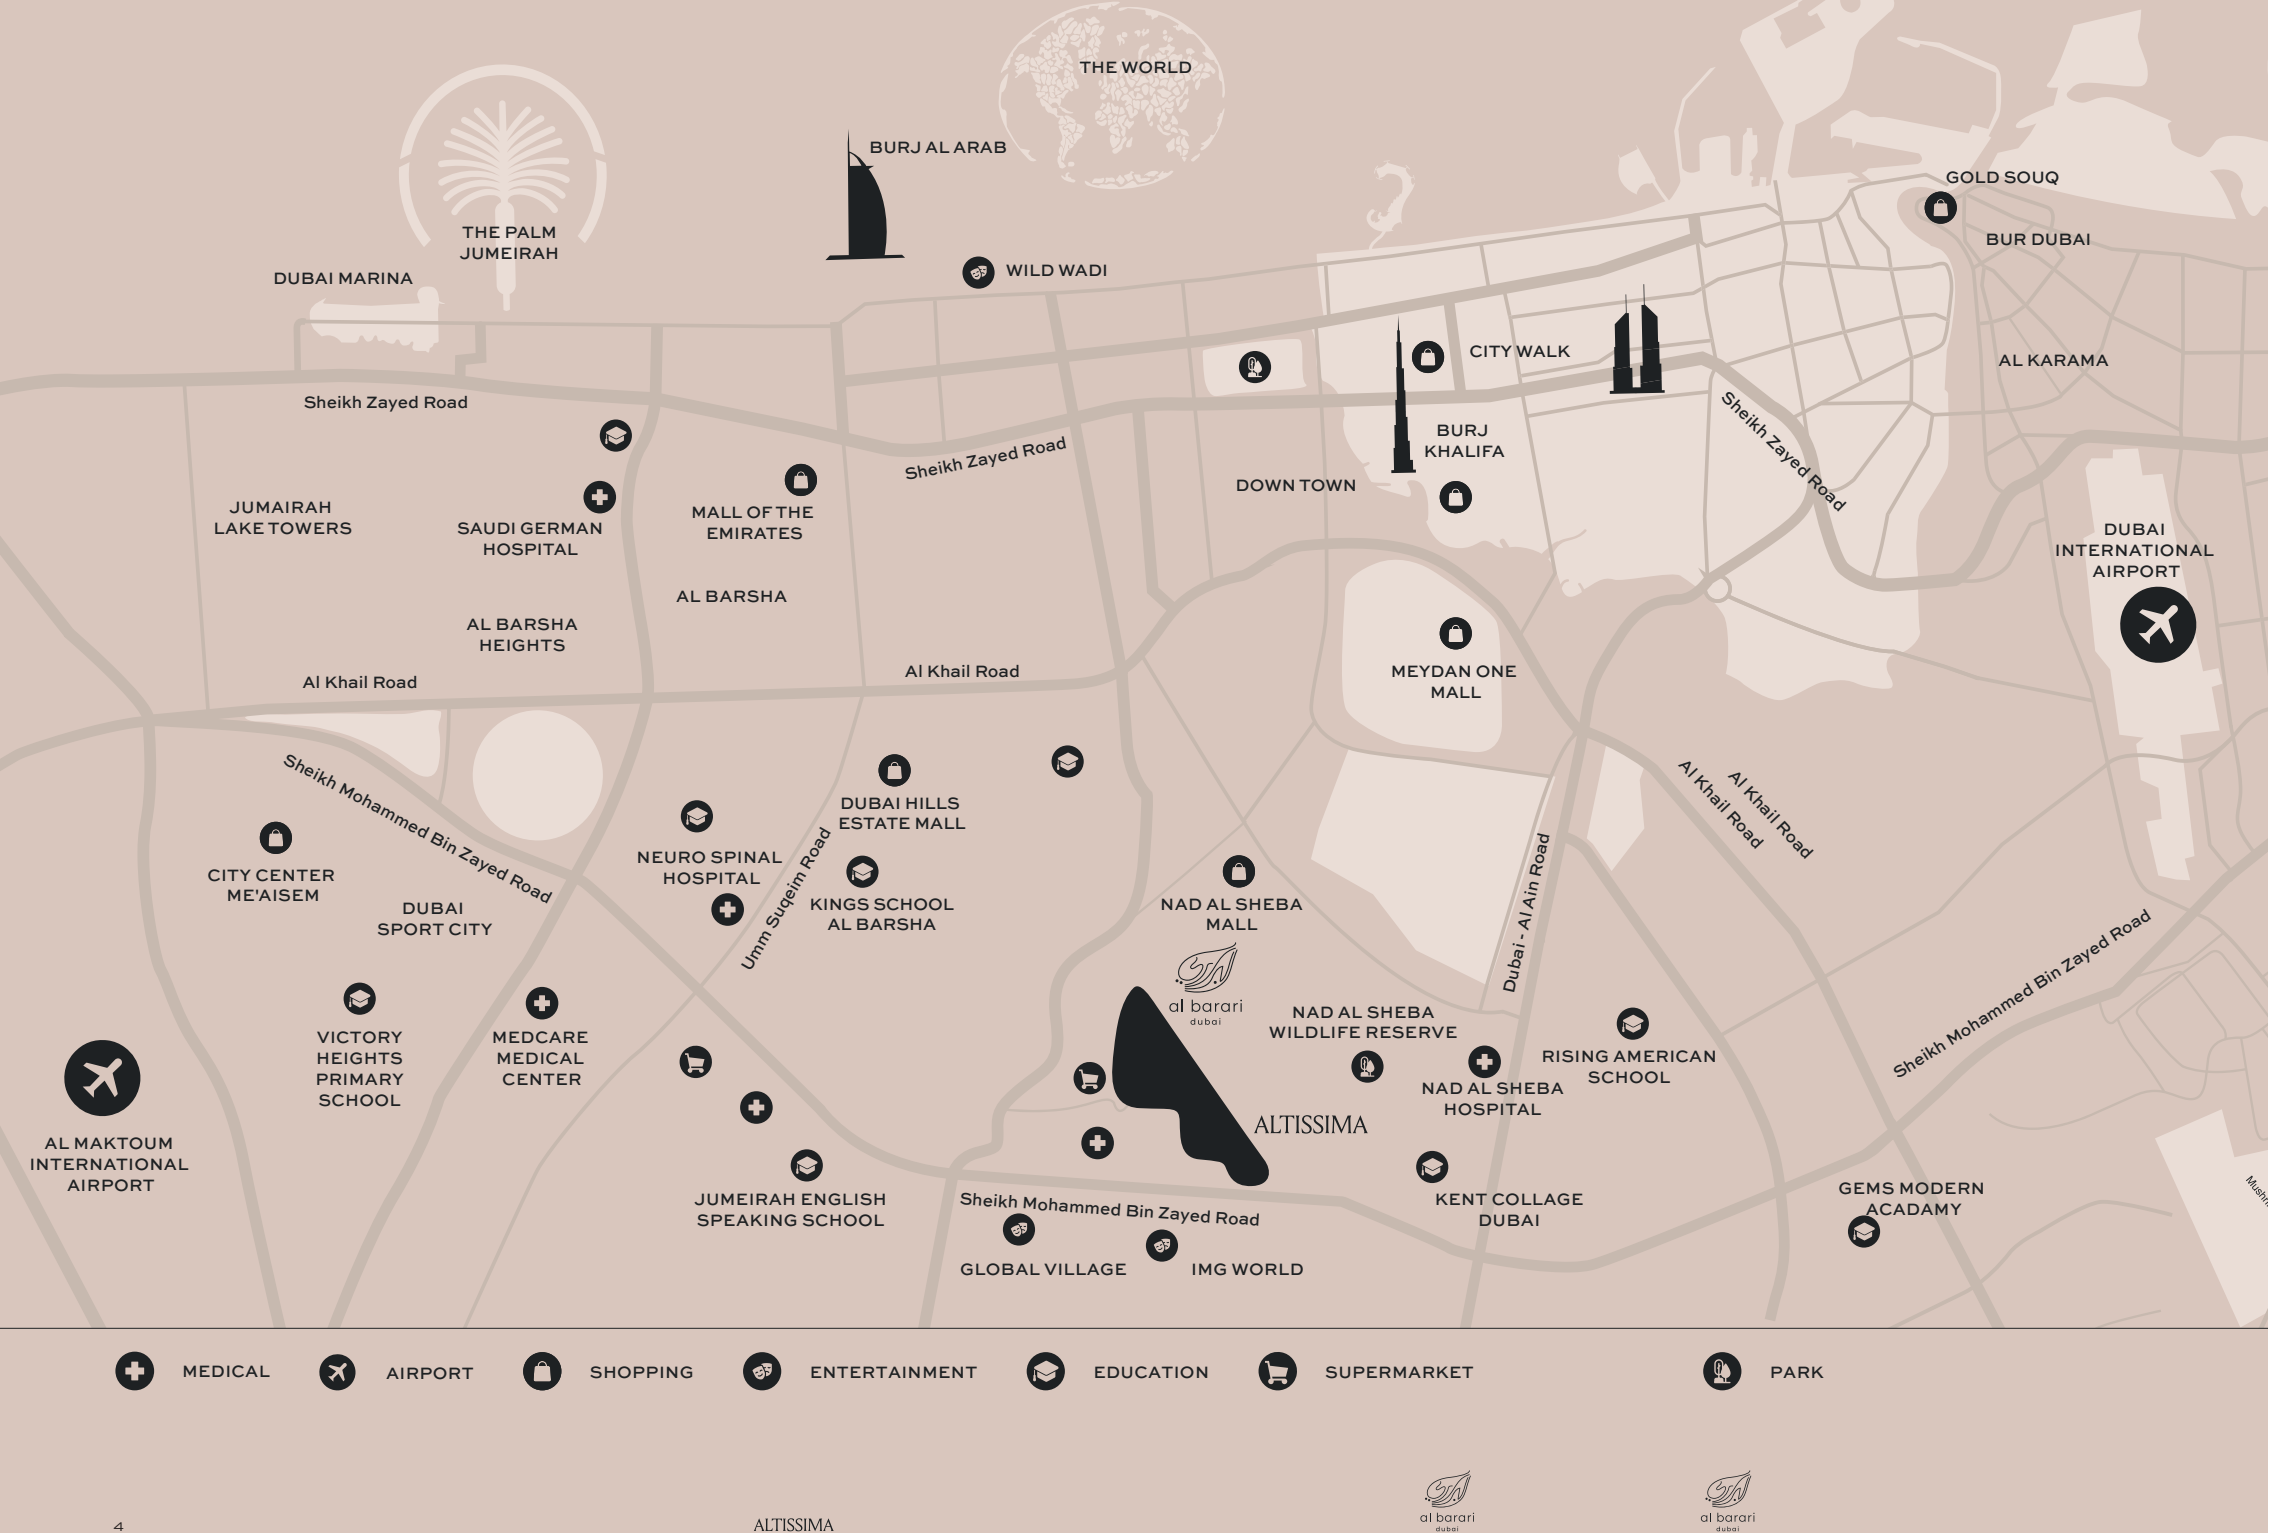 THE WORLD
BURJ AL ARAB
THE PALM
JUMEIRAH
DUBAI MARINA
WILD WADI
GOLD SOUQ
BUR DUBAI
CITY WALK
AL KARAMA
Sheikh Zayed Road
Sheikh Zayed Road
Sheikh Zayed Road
BURJ
KHALIFA
DOWN TOWN
JUMAIRAH
LAKE TOWERS
SAUDI GERMAN
HOSPITAL
MALL OF THE
EMIRATES
DUBAI
INTERNATIONAL
AIRPORT
AL BARSHA
AL BARSHA
HEIGHTS
MEYDAN ONE
MALL
Al Khail Road
Al Khail Road
Sheikh Mohammed Bin Zayed Road
DUBAI HILLS
ESTATE MALL
Al Khail Road
Al Khail Road
CITY CENTER
ME'AISEM
NEURO SPINAL
HOSPITAL
Umm Suqeim Road
KINGS SCHOOL
AL BARSHA
NAD AL SHEBA
MALL
Dubai - Al Ain Road
DUBAI
SPORT CITY
Sheikh Mohammed Bin Zayed Road
al barari
dubai
NAD AL SHEBA
WILDLIFE RESERVE
VICTORY
HEIGHTS
PRIMARY
SCHOOL
MEDCARE
MEDICAL
CENTER
RISING AMERICAN
SCHOOL
NAD AL SHEBA
HOSPITAL
ALTISSIMA
AL MAKTOUM
INTERNATIONAL
AIRPORT
JUMEIRAH ENGLISH
SPEAKING SCHOOL
Sheikh Mohammed Bin Zayed Road
KENT COLLAGE
DUBAI
GEMS MODERN
ACADAMY
GLOBAL VILLAGE
IMG WORLD
MEDICAL
AIRPORT
SHOPPING
ENTERTAINMENT
EDUCATION
SUPERMARKET
PARK
4
ALTISSIMA
al barari
dubai
al barari
dubai